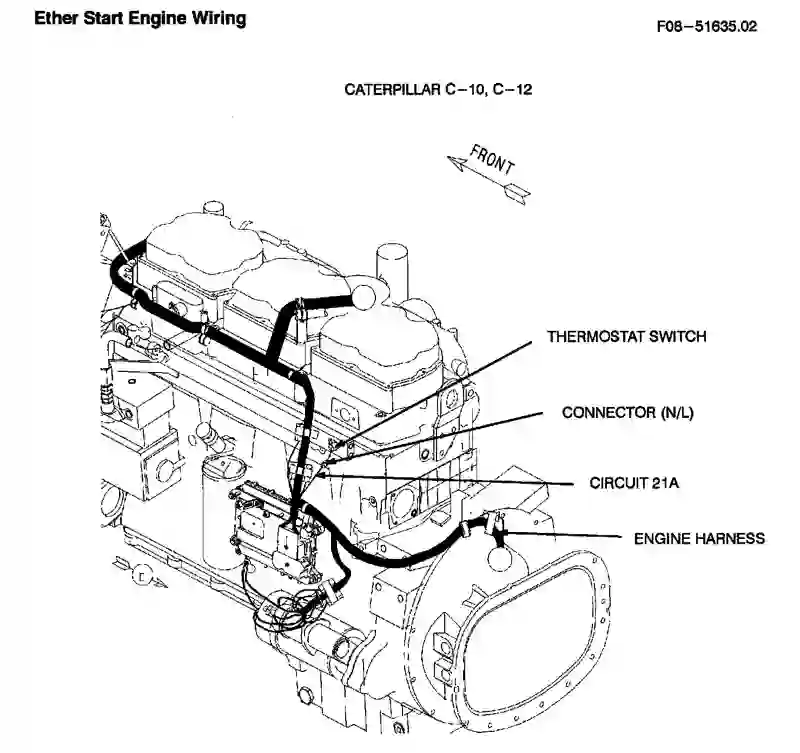 Ether Start Engine Wiring
F08-51635.02
CATERPILLAR C-10, C-12
FRONT
THERMOSTAT SWITCH
CONNECTOR (N/L)
CIRCUIT 21A
ENGINE HARNESS